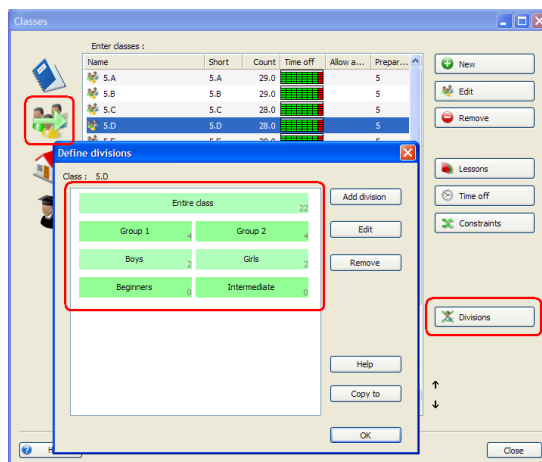 Classes
Enter classes :
Name Short Count Time off Allow a... Prepar...
5.A 5.A 29.0 5
5.B 5.B 29.0 5
5.C 5.C 28.0 5
5.D 5.D 28.0 5
New
Edit
Remove
Lessons
Time off
Constraints
Divisions
Close
Define divisions
Class : 5.D
Entire class 22
Group 1 4 Group 2 4
Boys 2 Girls 2
Beginners 0 Intermediate 0
Add division
Edit
Remove
Help
Copy to
OK